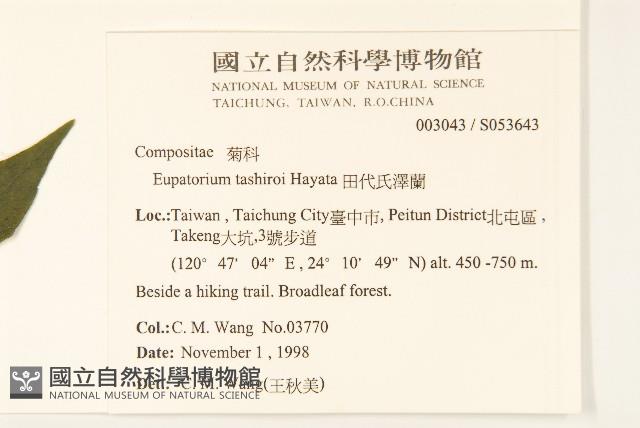 國立自然科學博物館
NATIONAL MUSEUM OF NATURAL SCIENCE
TAICHUNG, TAIWAN, R.O.CHINA
003043 / S053643
Compositae 菊科
Eupatorium tashiroi Hayata 田代氏澤蘭
Loc.:Taiwan , Taichung City臺中市, Peitun District北屯區 ,
Takeng大坑,3號步道
(120° 47' 04" E , 24° 10' 49" N) alt. 450 -750 m.
Beside a hiking trail. Broadleaf forest.
Col.: C. M. Wang No.03770
Date: November 1 , 1998
Det.: C. M. Wang(王秋美)
國立自然科學博物館
NATIONAL MUSEUM OF NATURAL SCIENCE